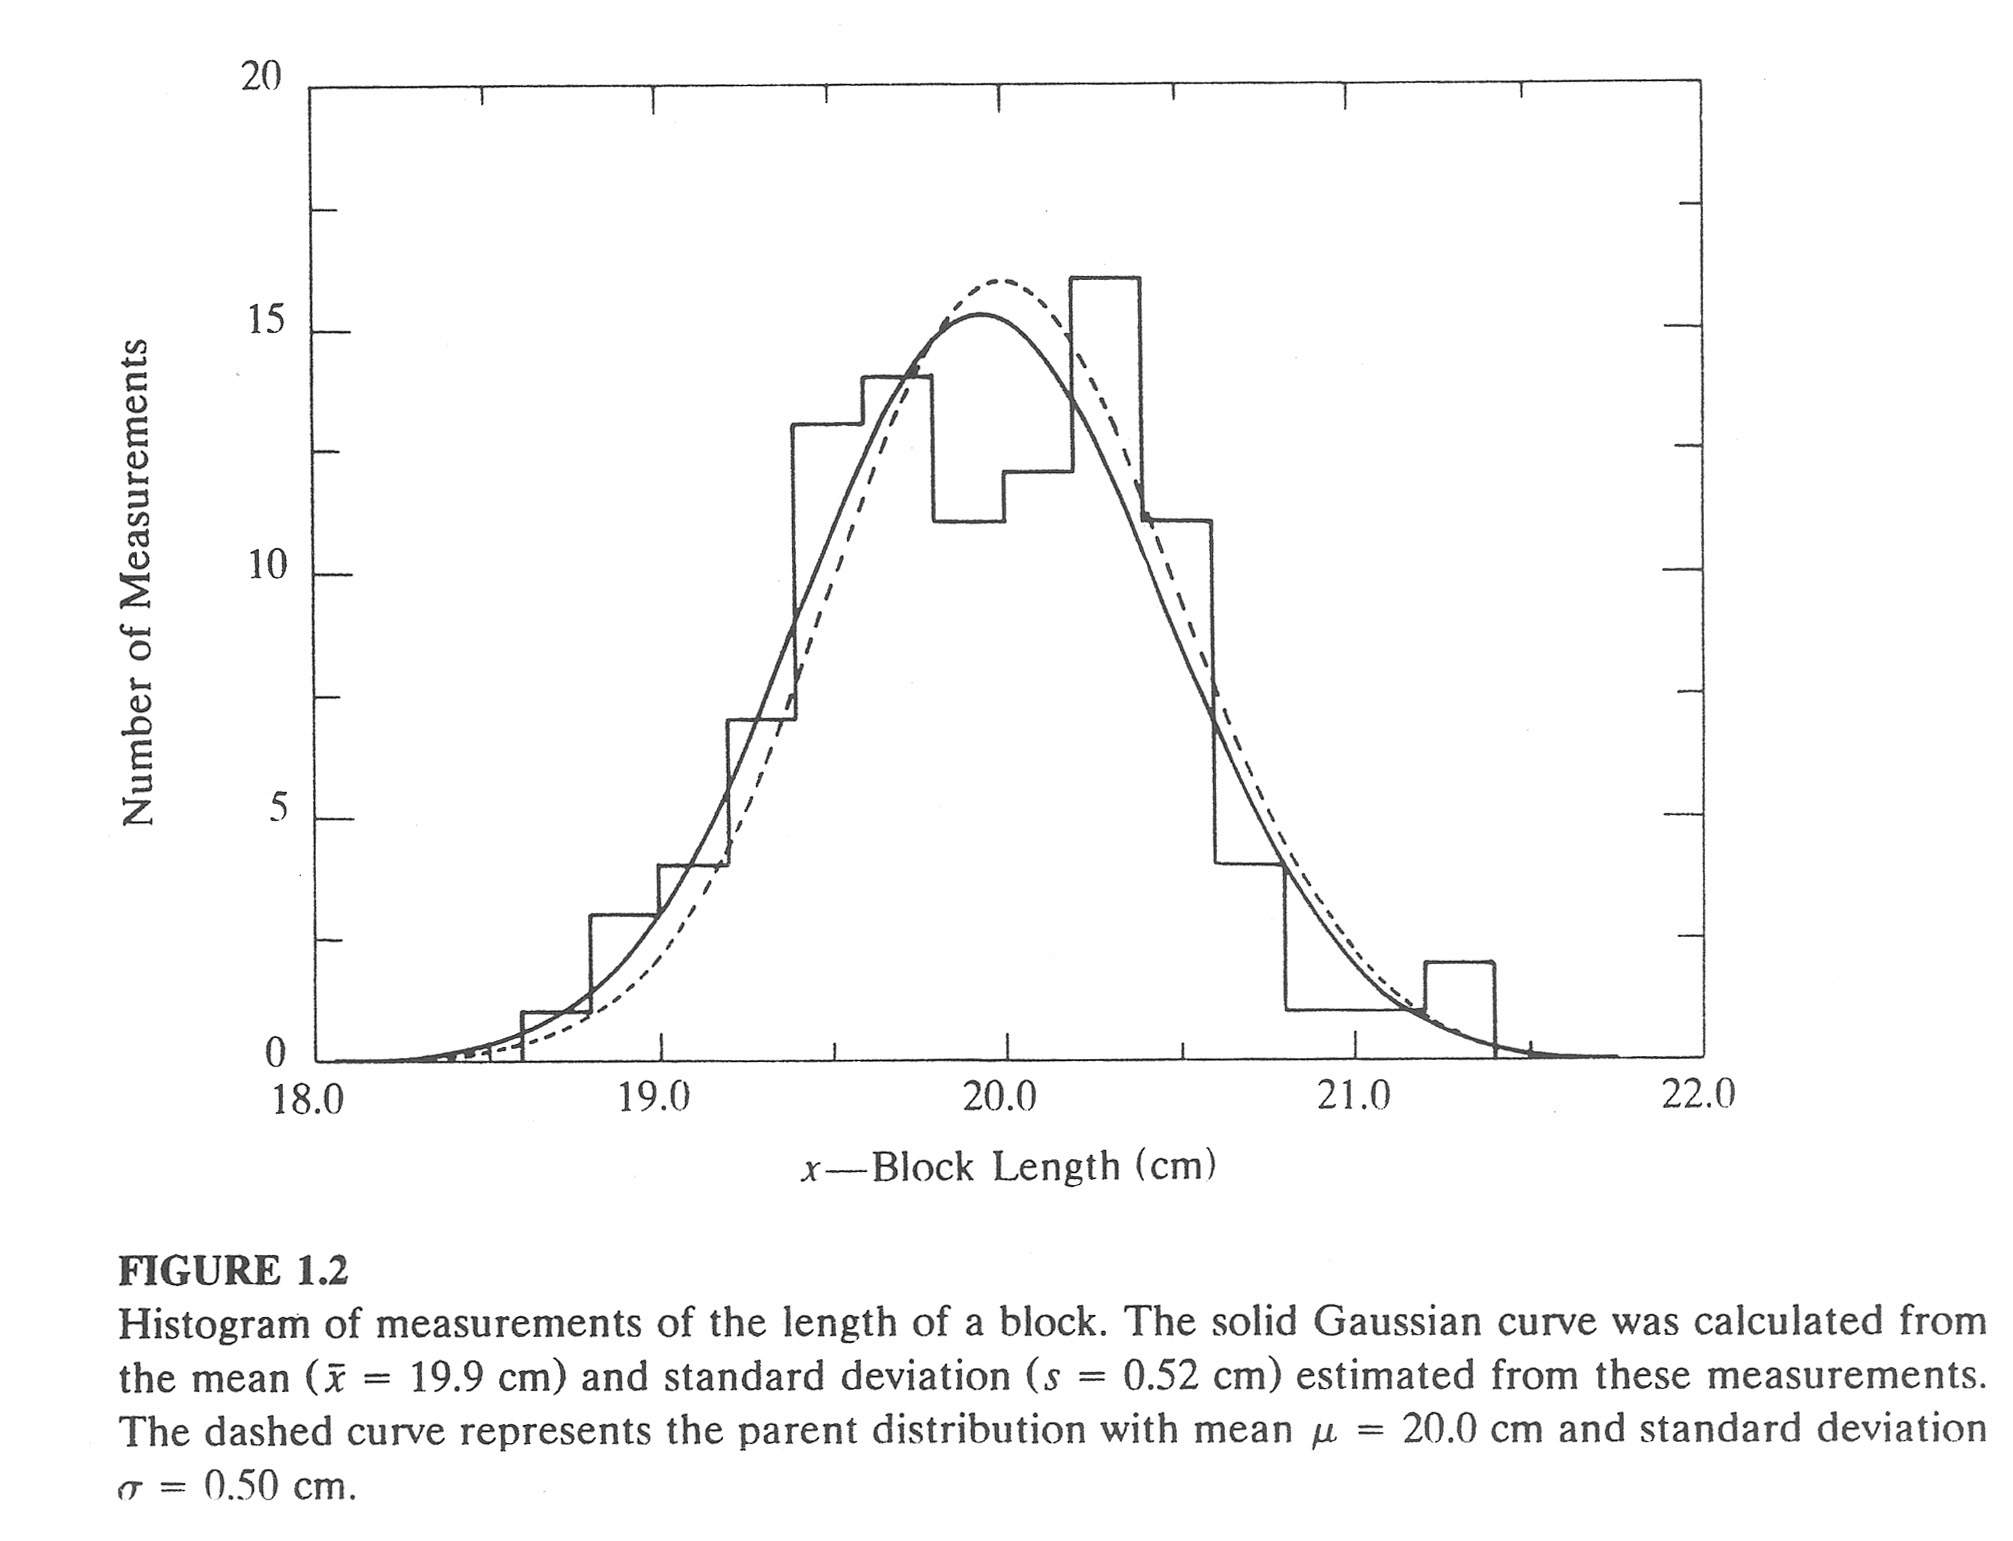 20
15
10
5
0
Number of Measurements
18.0 19.0 20.0 21.0 22.0
x—Block Length (cm)
FIGURE 1.2
Histogram of measurements of the length of a block. The solid Gaussian curve was calculated from
the mean (x̄ = 19.9 cm) and standard deviation (s = 0.52 cm) estimated from these measurements.
The dashed curve represents the parent distribution with mean μ = 20.0 cm and standard deviation
σ = 0.50 cm.